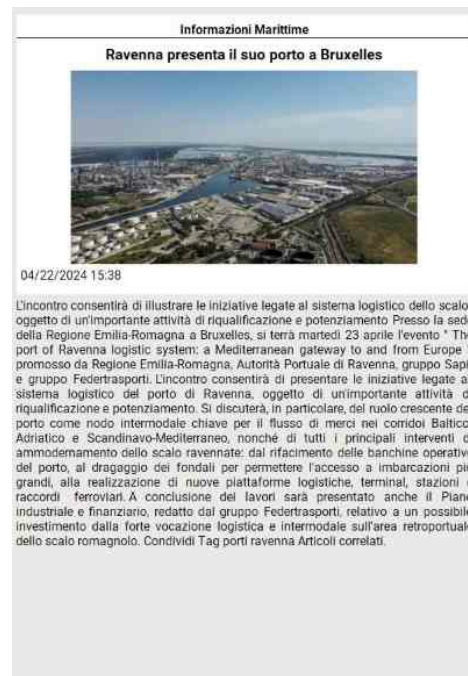 Informazioni Marittime
Ravenna presenta il suo porto a Bruxelles
04/22/2024 15:38
L'incontro consentirà di illustrare le iniziative legate al sistema logistico dello scalo,
oggetto di un'importante attività di riqualificazione e potenziamento Presso la sede
della Regione Emilia-Romagna a Bruxelles, si terrà martedì 23 aprile l'evento " The
port of Ravenna logistic system: a Mediterranean gateway to and from Europe "
promosso da Regione Emilia-Romagna, Autorità Portuale di Ravenna, gruppo Sapir
e gruppo Federtrasporti. L'incontro consentirà di presentare le iniziative legate al
sistema logistico del porto di Ravenna, oggetto di un'importante attività di
riqualificazione e potenziamento. Si discuterà, in particolare, del ruolo crescente del
porto come nodo intermodale chiave per il flusso di merci nei corridoi Baltico-
Adriatico e Scandinavo-Mediterraneo, nonché di tutti i principali interventi di
ammodernamento dello scalo ravennate: dal rifacimento delle banchine operative
del porto, al dragaggio dei fondali per permettere l'accesso a imbarcazioni più
grandi, alla realizzazione di nuove piattaforme logistiche, terminal, stazioni e
raccordi ferroviari. A conclusione dei lavori sarà presentato anche il Piano
industriale e finanziario, redatto dal gruppo Federtrasporti, relativo a un possibile
investimento dalla forte vocazione logistica e intermodale sull'area retroportuale
dello scalo romagnolo. Condividi Tag porti ravenna Articoli correlati.